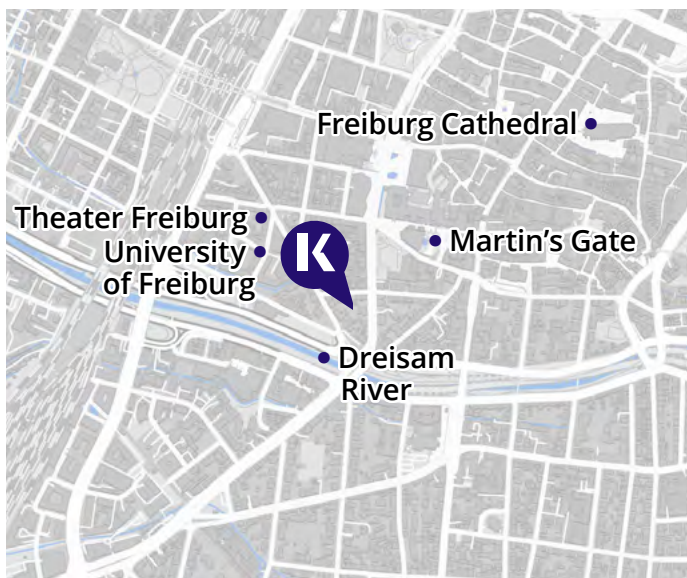 Freiburg Cathedral
Theater Freiburg
University
of Freiburg
K
Martin's Gate
Dreisam
River